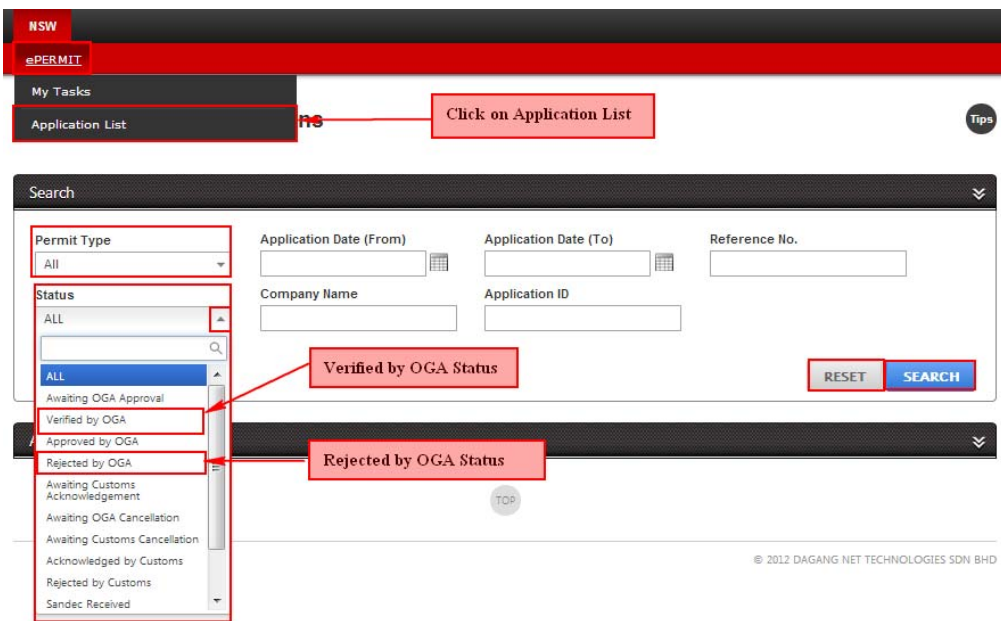 NSW
ePERMIT
My Tasks
Application List
ns
Click on Application List
Tips
Search
Permit Type
Application Date (From)
Application Date (To)
Reference No.
All
Status
Company Name
Application ID
ALL
ALL
Awaiting OGA Approval
Verified by OGA
Approved by OGA
Rejected by OGA
Awaiting Customs
Acknowledgement
Awaiting OGA Cancellation
Awaiting Customs Cancellation
Acknowledged by Customs
Rejected by Customs
Sandec Received
Verified by OGA Status
RESET
SEARCH
A
Rejected by OGA Status
TOP
© 2012 DAGANG NET TECHNOLOGIES SDN BHD